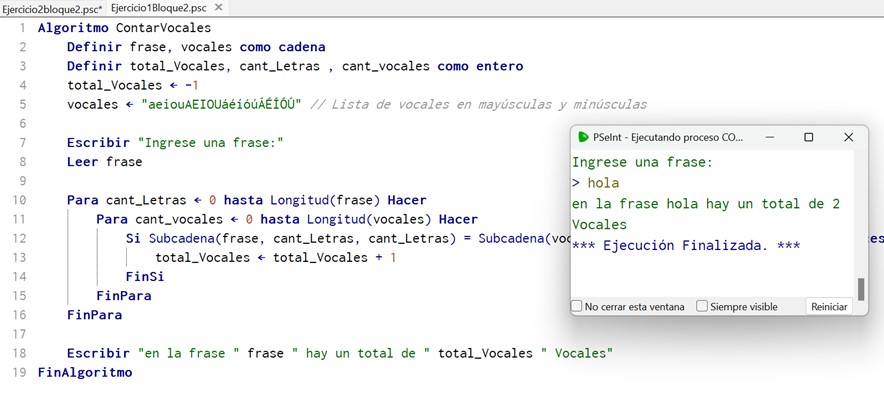 Ejercicio2bloque2.psc*
Ejercicio1Bloque2.psc
1 Algoritmo ContarVocales
2 Definir frase, vocales como cadena
3 Definir total_Vocales, cant_Letras , cant_vocales como entero
4 total_Vocales ← -1
5 vocales ← "aeiouAEIOUáéíóúÁÉÍÓÚ" // Lista de vocales en mayúsculas y minúsculas
6
7 Escribir "Ingrese una frase:"
8 Leer frase
9
10 Para cant_Letras ← 0 hasta Longitud(frase) Hacer
11 Para cant_vocales ← 0 hasta Longitud(vocales) Hacer
12 Si Subcadena(frase, cant_Letras, cant_Letras) = Subcadena(voc
13 total_Vocales ← total_Vocales + 1
14 FinSi
15 FinPara
16 FinPara
17
18 Escribir "en la frase " frase " hay un total de " total_Vocales " Vocales"
19 FinAlgoritmo
PSeInt - Ejecutando proceso CO...
Ingrese una frase:
> hola
en la frase hola hay un total de 2
Vocales
*** Ejecución Finalizada. ***
No cerrar esta ventana
Siempre visible
Reiniciar